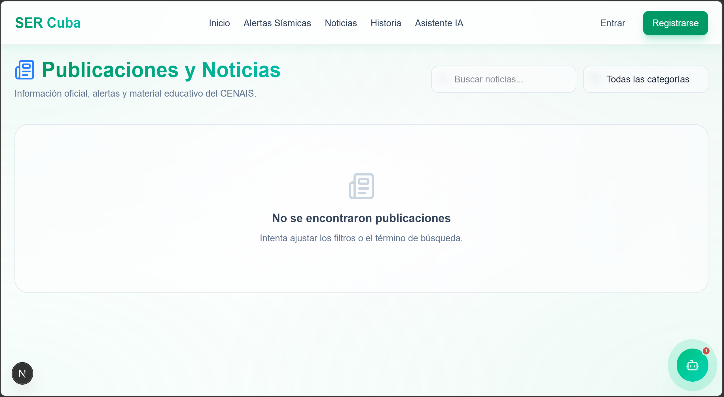 SER Cuba
Inicio
Alertas Sísmicas
Noticias
Historia
Asistente IA
Entrar
Registrarse
Publicaciones y Noticias
Información oficial, alertas y material educativo del CENAIS.
Buscar noticias...
Todas las categorías
No se encontraron publicaciones
Intenta ajustar los filtros o el término de búsqueda.
N